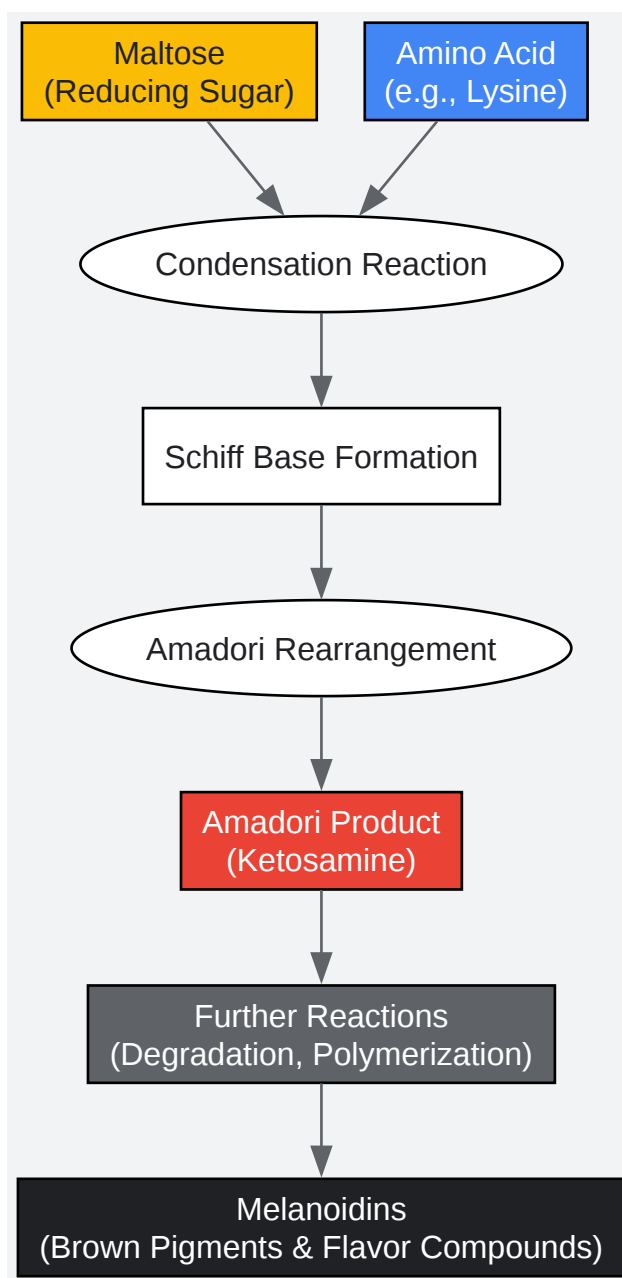 Maltose
(Reducing Sugar)
Amino Acid
(e.g., Lysine)
Condensation Reaction
Schiff Base Formation
Amadori Rearrangement
Amadori Product
(Ketosamine)
Further Reactions
(Degradation, Polymerization)
Melanoidins
(Brown Pigments & Flavor Compounds)